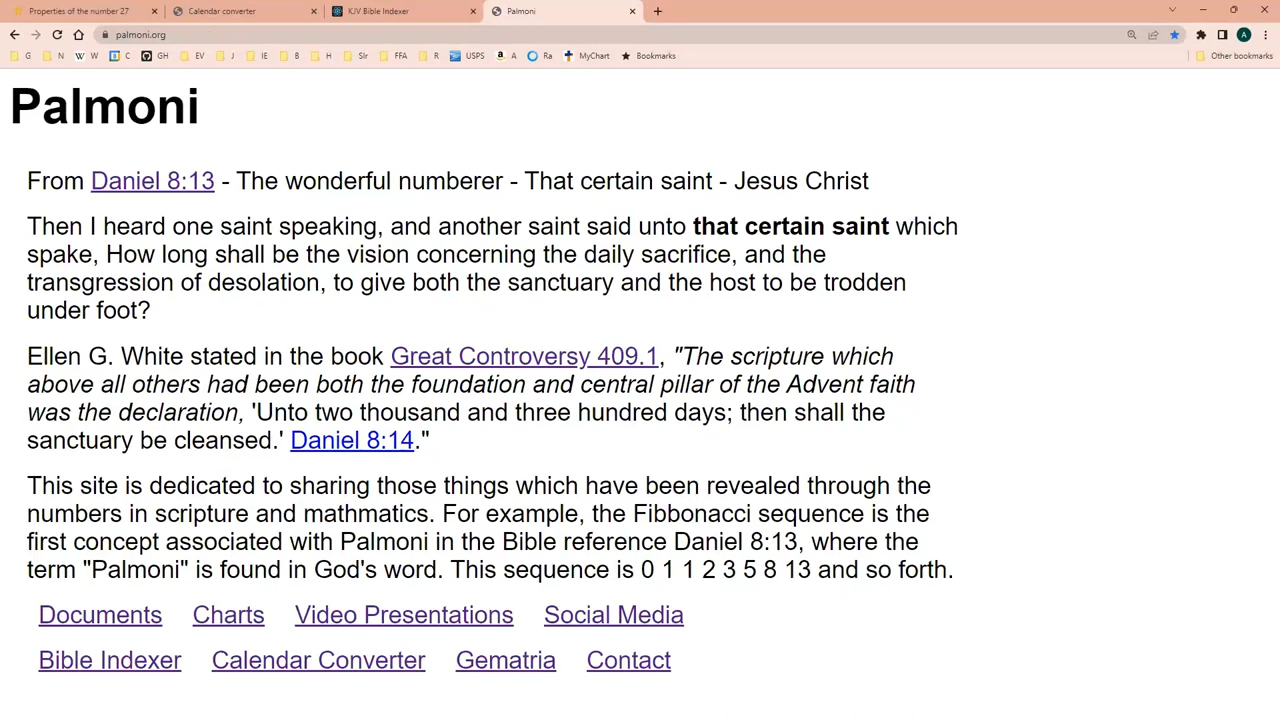 Properties of the number 27
Calendar converter
KJV Bible Indexer
Palmoni
palmoni.org
A
G N W C GH EV J IE B H Slr FFA R USPS A Ra MyChart Bookmarks Other bookmarks
Palmoni
From Daniel 8:13 - The wonderful numberer - That certain saint - Jesus Christ
Then I heard one saint speaking, and another saint said unto that certain saint which
spake, How long shall be the vision concerning the daily sacrifice, and the
transgression of desolation, to give both the sanctuary and the host to be trodden
under foot?
Ellen G. White stated in the book Great Controversy 409.1, "The scripture which
above all others had been both the foundation and central pillar of the Advent faith
was the declaration, 'Unto two thousand and three hundred days; then shall the
sanctuary be cleansed.' Daniel 8:14."
This site is dedicated to sharing those things which have been revealed through the
numbers in scripture and mathmatics. For example, the Fibbonacci sequence is the
first concept associated with Palmoni in the Bible reference Daniel 8:13, where the
term "Palmoni" is found in God's word. This sequence is 0 1 1 2 3 5 8 13 and so forth.
Documents Charts Video Presentations Social Media
Bible Indexer Calendar Converter Gematria Contact